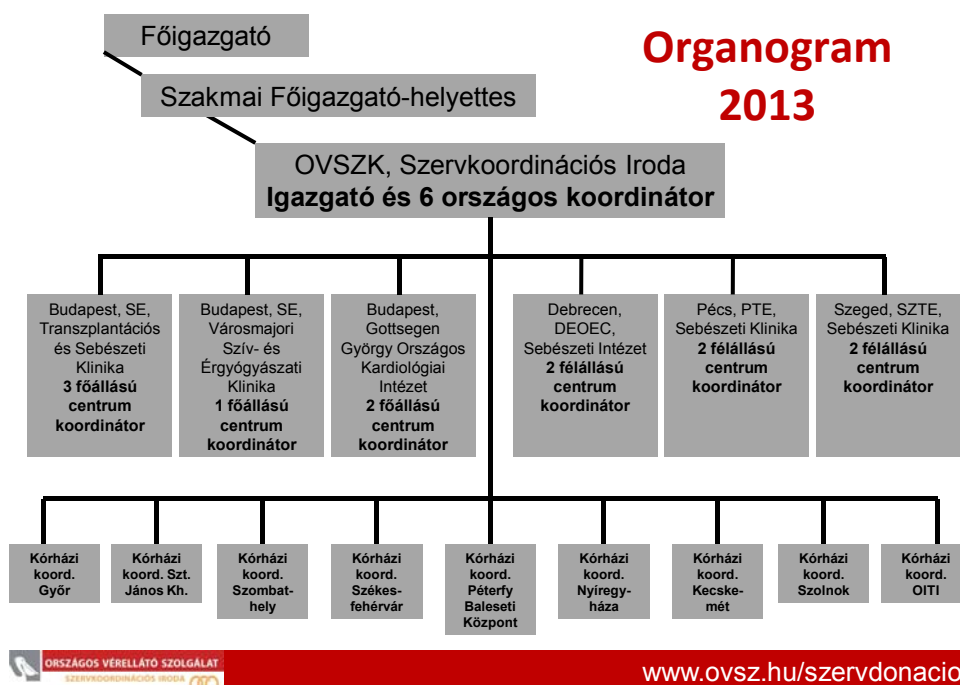 Főigazgató
Organogram
2013
Szakmai Főigazgató-helyettes
OVSZK, Szervkoordinációs Iroda
Igazgató és 6 országos koordinátor
Budapest, SE,
Transzplantációs
és Sebészeti
Klinika
3 főállású
centrum
koordinátor
Budapest, SE,
Városmajori
Szív- és
Érgyógyászati
Klinika
1 főállású
centrum
koordinátor
Budapest,
Gottsegen
György Országos
Kardiológiai
Intézet
2 főállású
centrum
koordinátor
Debrecen,
DEOEC,
Sebészeti Intézet
2 félállású
centrum
koordinátor
Pécs, PTE,
Sebészeti Klinika
2 félállású
centrum
koordinátor
Szeged, SZTE,
Sebészeti Klinika
2 félállású
centrum
koordinátor
Kórházi
koord.
Győr
Kórházi
koord. Szt.
János Kh.
Kórházi
koord.
Szombat-
hely
Kórházi
koord.
Székes-
fehérvár
Kórházi
koord.
Péterfy
Baleseti
Központ
Kórházi
koord.
Nyíregy-
háza
Kórházi
koord.
Kecske-
mét
Kórházi
koord.
Szolnok
Kórházi
koord.
OITI
ORSZÁGOS VÉRELLÁTÓ SZOLGÁLAT
SZERVKOORDINÁCIÓS IRODA
www.ovsz.hu/szervdonacio